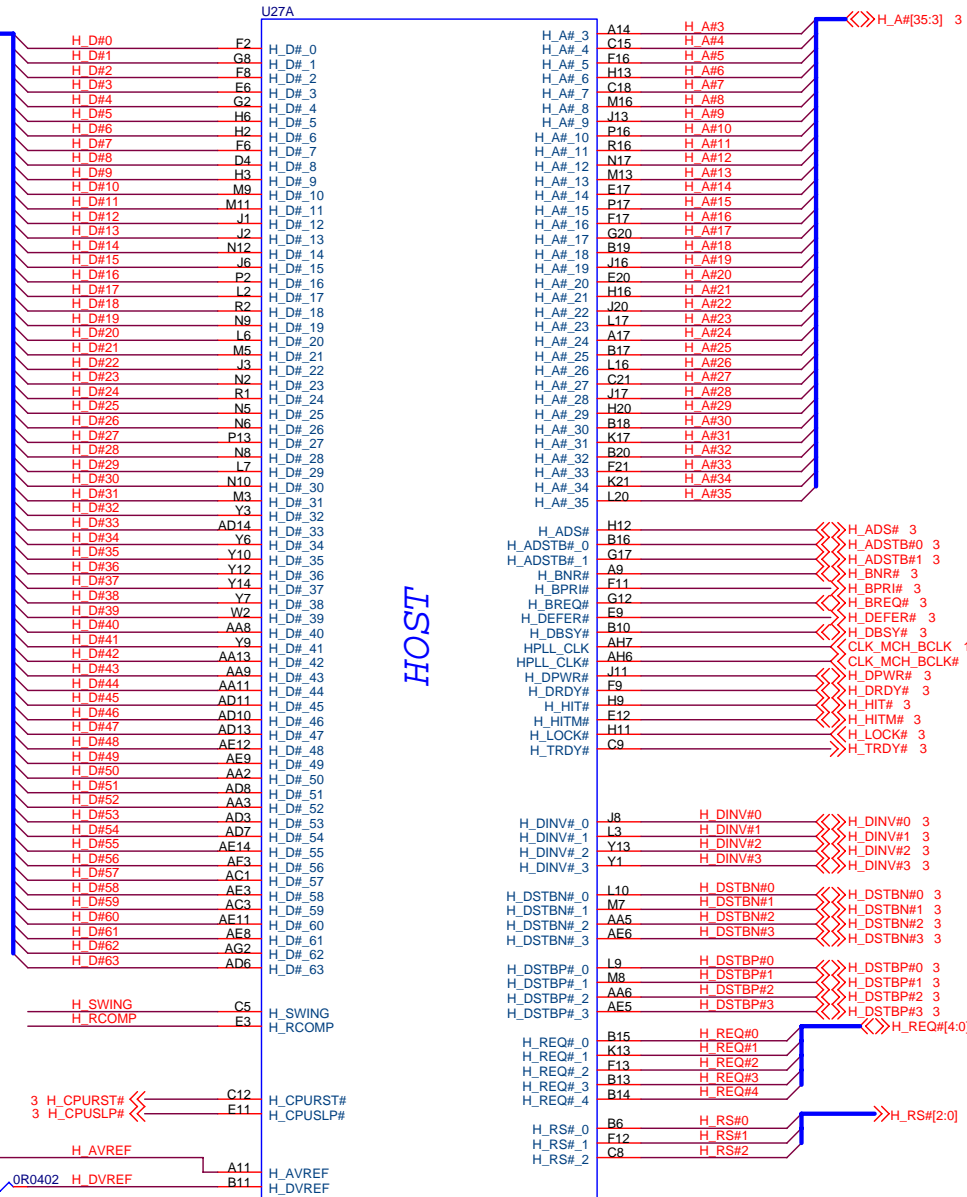 U27A
H_D#0 F2 H_D#_0
H_D#1 G8 H_D#_1
H_D#2 F8 H_D#_2
H_D#3 E6 H_D#_3
H_D#4 G2 H_D#_4
H_D#5 H6 H_D#_5
H_D#6 H2 H_D#_6
H_D#7 F6 H_D#_7
H_D#8 D4 H_D#_8
H_D#9 H3 H_D#_9
H_D#10 M9 H_D#_10
H_D#11 M11 H_D#_11
H_D#12 J1 H_D#_12
H_D#13 J2 H_D#_13
H_D#14 N12 H_D#_14
H_D#15 J6 H_D#_15
H_D#16 P2 H_D#_16
H_D#17 L2 H_D#_17
H_D#18 R2 H_D#_18
H_D#19 N9 H_D#_19
H_D#20 L6 H_D#_20
H_D#21 M5 H_D#_21
H_D#22 J3 H_D#_22
H_D#23 N2 H_D#_23
H_D#24 R1 H_D#_24
H_D#25 N5 H_D#_25
H_D#26 N6 H_D#_26
H_D#27 P13 H_D#_27
H_D#28 N8 H_D#_28
H_D#29 L7 H_D#_29
H_D#30 N10 H_D#_30
H_D#31 M3 H_D#_31
H_D#32 Y3 H_D#_32
H_D#33 AD14 H_D#_33
H_D#34 Y6 H_D#_34
H_D#35 Y10 H_D#_35
H_D#36 Y12 H_D#_36
H_D#37 Y14 H_D#_37
H_D#38 Y7 H_D#_38
H_D#39 W2 H_D#_39
H_D#40 AA8 H_D#_40
H_D#41 Y9 H_D#_41
H_D#42 AA13 H_D#_42
H_D#43 AA9 H_D#_43
H_D#44 AA11 H_D#_44
H_D#45 AD11 H_D#_45
H_D#46 AD10 H_D#_46
H_D#47 AD13 H_D#_47
H_D#48 AE12 H_D#_48
H_D#49 AE9 H_D#_49
H_D#50 AA2 H_D#_50
H_D#51 AD8 H_D#_51
H_D#52 AA3 H_D#_52
H_D#53 AD3 H_D#_53
H_D#54 AD7 H_D#_54
H_D#55 AE14 H_D#_55
H_D#56 AF3 H_D#_56
H_D#57 AC1 H_D#_57
H_D#58 AE3 H_D#_58
H_D#59 AC3 H_D#_59
H_D#60 AE11 H_D#_60
H_D#61 AE8 H_D#_61
H_D#62 AG2 H_D#_62
H_D#63 AD6 H_D#_63
H_SWING C5 H_SWING
H_RCOMP E3 H_RCOMP
3 H_CPURST# C12 H_CPURST#
3 H_CPUSLP# E11 H_CPUSLP#
H_AVREF A11 H_AVREF
0R0402 H_DVREF B11 H_DVREF
HOST
H_A#[35:3] 3
H_A#_3 A14 H_A#3
H_A#_4 C15 H_A#4
H_A#_5 F16 H_A#5
H_A#_6 H13 H_A#6
H_A#_7 C18 H_A#7
H_A#_8 M16 H_A#8
H_A#_9 J13 H_A#9
H_A#_10 P16 H_A#10
H_A#_11 R16 H_A#11
H_A#_12 N17 H_A#12
H_A#_13 M13 H_A#13
H_A#_14 E17 H_A#14
H_A#_15 P17 H_A#15
H_A#_16 F17 H_A#16
H_A#_17 G20 H_A#17
H_A#_18 B19 H_A#18
H_A#_19 J16 H_A#19
H_A#_20 E20 H_A#20
H_A#_21 H16 H_A#21
H_A#_22 J20 H_A#22
H_A#_23 L17 H_A#23
H_A#_24 A17 H_A#24
H_A#_25 B17 H_A#25
H_A#_26 L16 H_A#26
H_A#_27 C21 H_A#27
H_A#_28 J17 H_A#28
H_A#_29 H20 H_A#29
H_A#_30 B18 H_A#30
H_A#_31 K17 H_A#31
H_A#_32 B20 H_A#32
H_A#_33 F21 H_A#33
H_A#_34 K21 H_A#34
H_A#_35 L20 H_A#35
H_ADS# H12 H_ADS# 3
H_ADSTB#_0 B16 H_ADSTB#0 3
H_ADSTB#_1 G17 H_ADSTB#1 3
H_BNR# A9 H_BNR# 3
H_BPRI# F11 H_BPRI# 3
H_BREQ# G12 H_BREQ# 3
H_DEFER# E9 H_DEFER# 3
H_DBSY# B10 H_DBSY# 3
HPLL_CLK AH7 CLK_MCH_BCLK
HPLL_CLK# AH6 CLK_MCH_BCLK#
H_DPWR# J11 H_DPWR# 3
H_DRDY# F9 H_DRDY# 3
H_HIT# H9 H_HIT# 3
H_HITM# E12 H_HITM# 3
H_LOCK# H11 H_LOCK# 3
H_TRDY# C9 H_TRDY# 3
H_DINV#_0 J8 H_DINV#0 H_DINV#0 3
H_DINV#_1 L3 H_DINV#1 H_DINV#1 3
H_DINV#_2 Y13 H_DINV#2 H_DINV#2 3
H_DINV#_3 Y1 H_DINV#3 H_DINV#3 3
H_DSTBN#_0 L10 H_DSTBN#0 H_DSTBN#0 3
H_DSTBN#_1 M7 H_DSTBN#1 H_DSTBN#1 3
H_DSTBN#_2 AA5 H_DSTBN#2 H_DSTBN#2 3
H_DSTBN#_3 AE6 H_DSTBN#3 H_DSTBN#3 3
H_DSTBP#_0 L9 H_DSTBP#0 H_DSTBP#0 3
H_DSTBP#_1 M8 H_DSTBP#1 H_DSTBP#1 3
H_DSTBP#_2 AA6 H_DSTBP#2 H_DSTBP#2 3
H_DSTBP#_3 AE5 H_DSTBP#3 H_DSTBP#3 3
H_REQ#[4:0]
H_REQ#_0 B15 H_REQ#0
H_REQ#_1 K13 H_REQ#1
H_REQ#_2 F13 H_REQ#2
H_REQ#_3 B13 H_REQ#3
H_REQ#_4 B14 H_REQ#4
H_RS#[2:0]
H_RS#_0 B6 H_RS#0
H_RS#_1 F12 H_RS#1
H_RS#_2 C8 H_RS#2